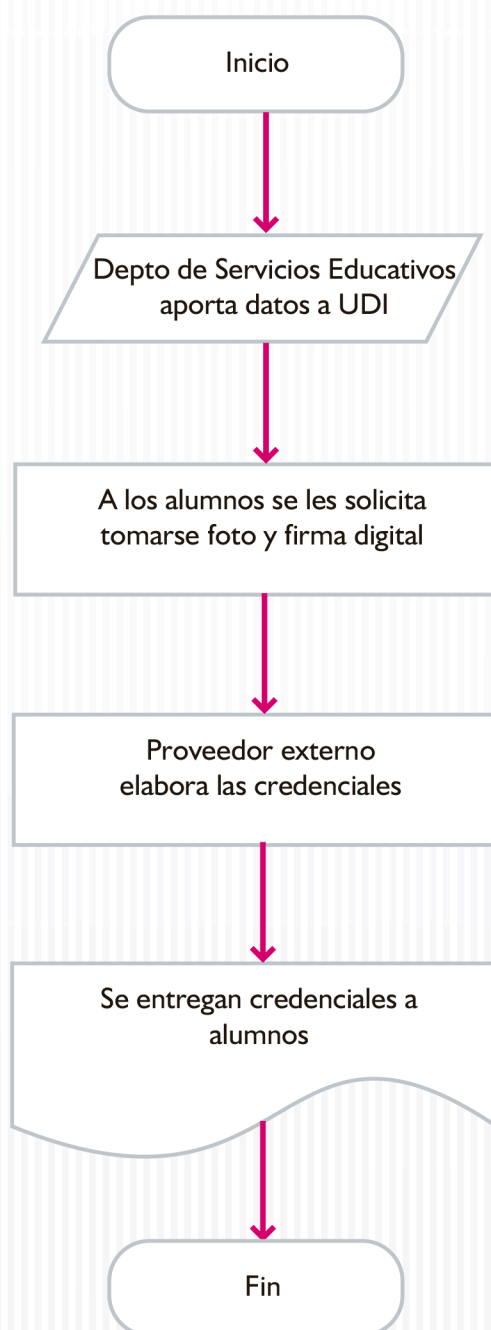 Inicio
Depto de Servicios Educativos
aporta datos a UDI
A los alumnos se les solicita
tomarse foto y firma digital
Proveedor externo
elabora las credenciales
Se entregan credenciales a
alumnos
Fin